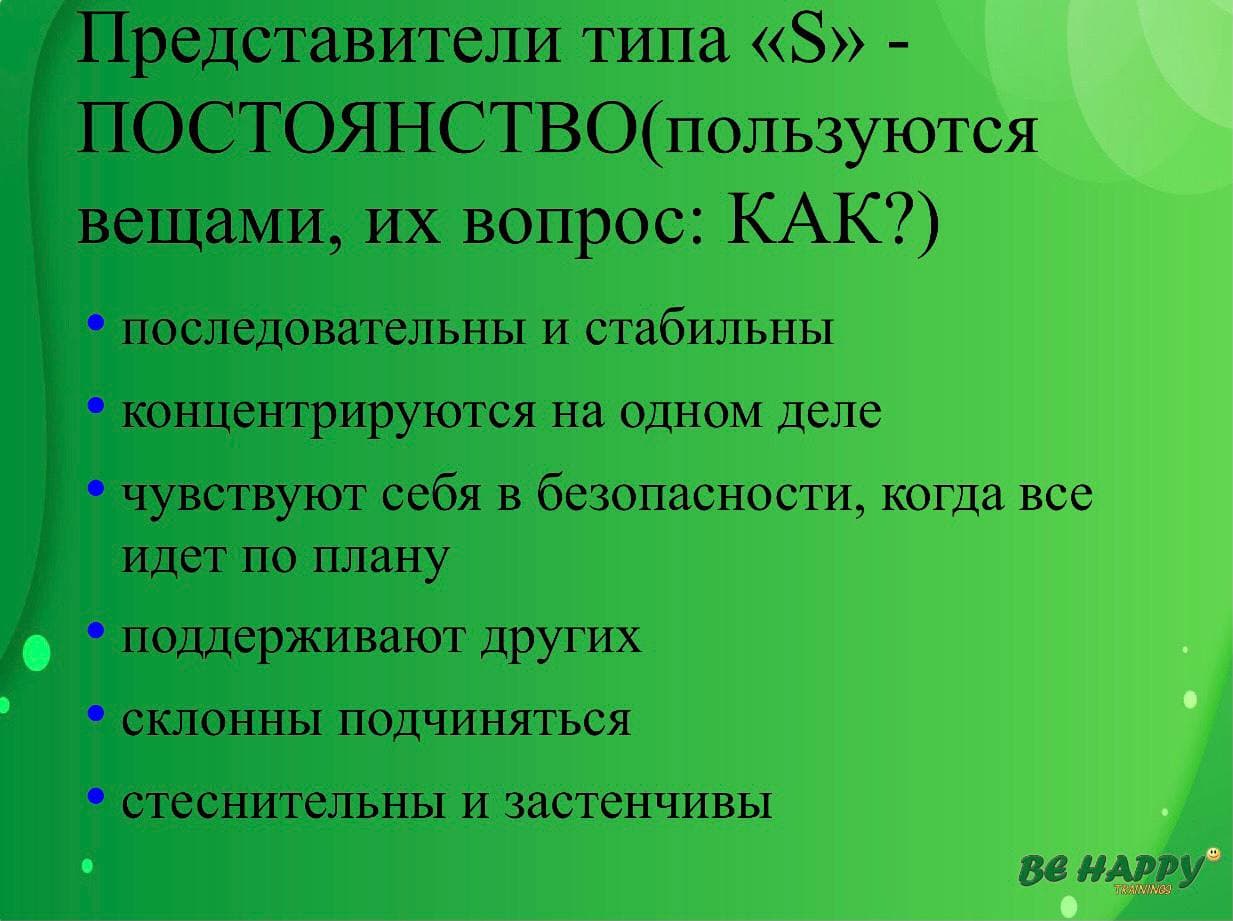 Представители типа «S» -
ПОСТОЯНСТВО(пользуются
вещами, их вопрос: КАК?)
• последовательны и стабильны
• концентрируются на одном деле
• чувствуют себя в безопасности, когда все
идет по плану
• поддерживают других
• склонны подчиняться
• стеснительны и застенчивы
BE HAPPY
TRAININGS